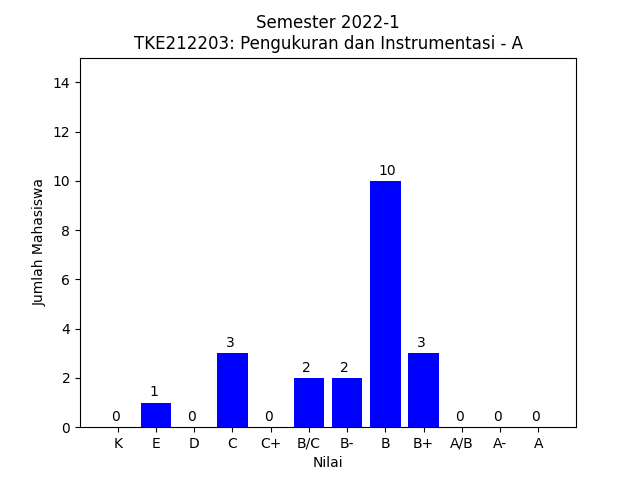 Semester 2022-1
TKE212203: Pengukuran dan Instrumentasi - A
Jumlah Mahasiswa
14
12
10
8
6
4
2
0
0 1 0 3 0 2 2 10 3 0 0 0
K E D C C+ B/C B- B B+ A/B A- A
Nilai